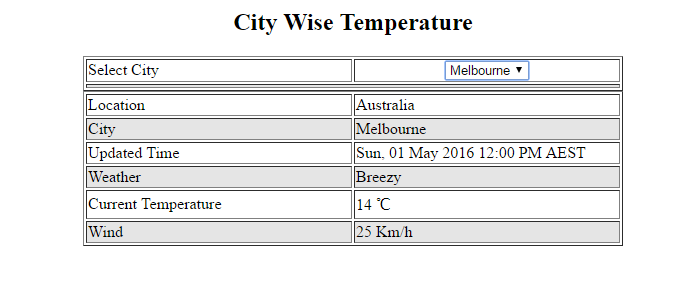 City Wise Temperature
Select City Melbourne
Location Australia
City Melbourne
Updated Time Sun, 01 May 2016 12:00 PM AEST
Weather Breezy
Current Temperature 14 ℃
Wind 25 Km/h